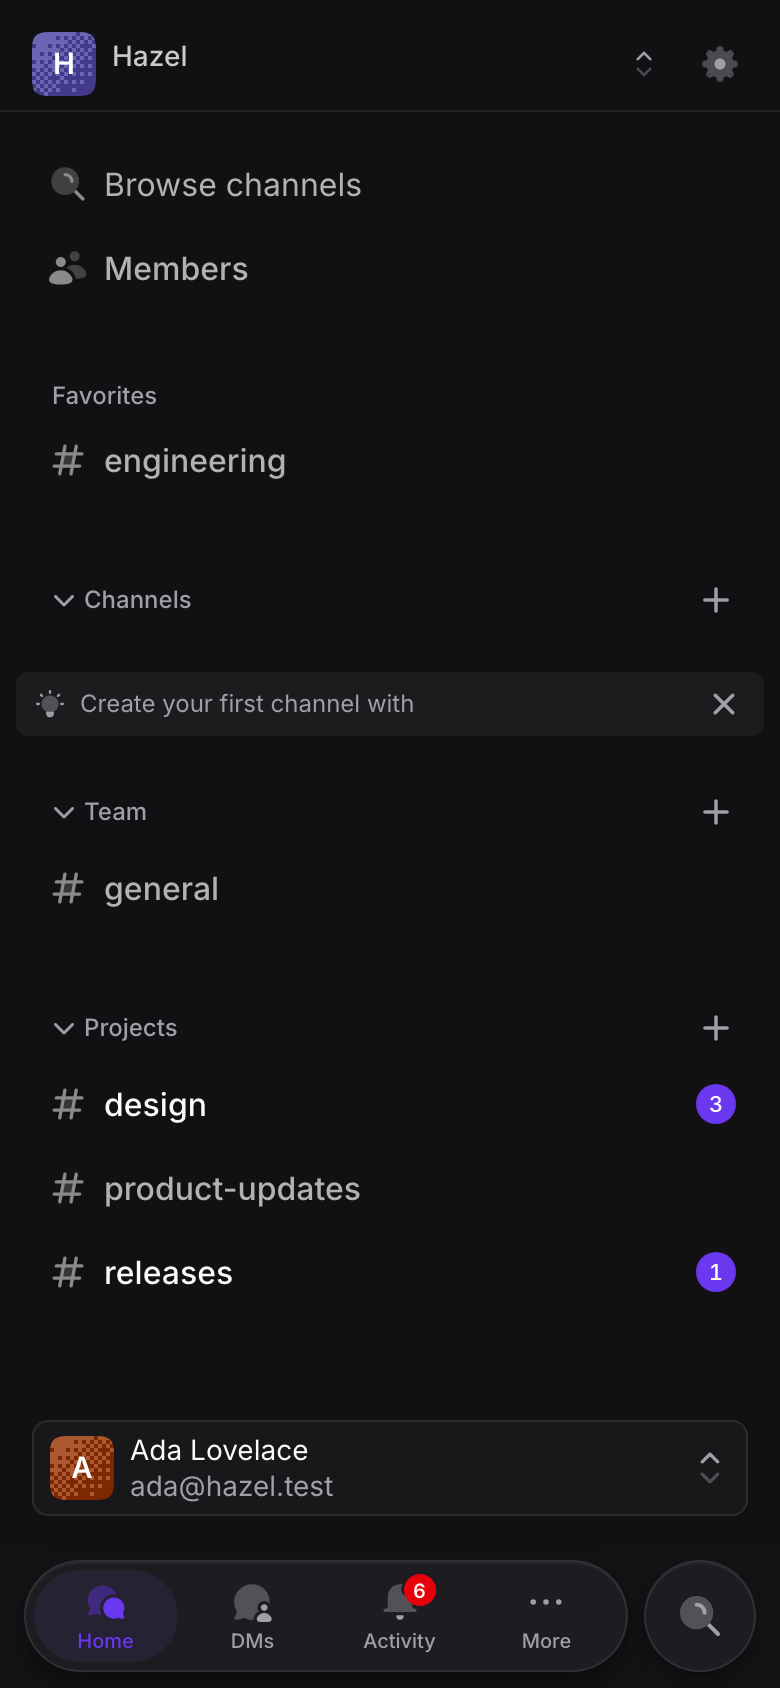 H
Hazel
Browse channels
Members
Favorites
# engineering
Channels
Create your first channel with
Team
# general
Projects
# design
3
# product-updates
# releases
1
A
Ada Lovelace
ada@hazel.test
6
Home
DMs
Activity
More